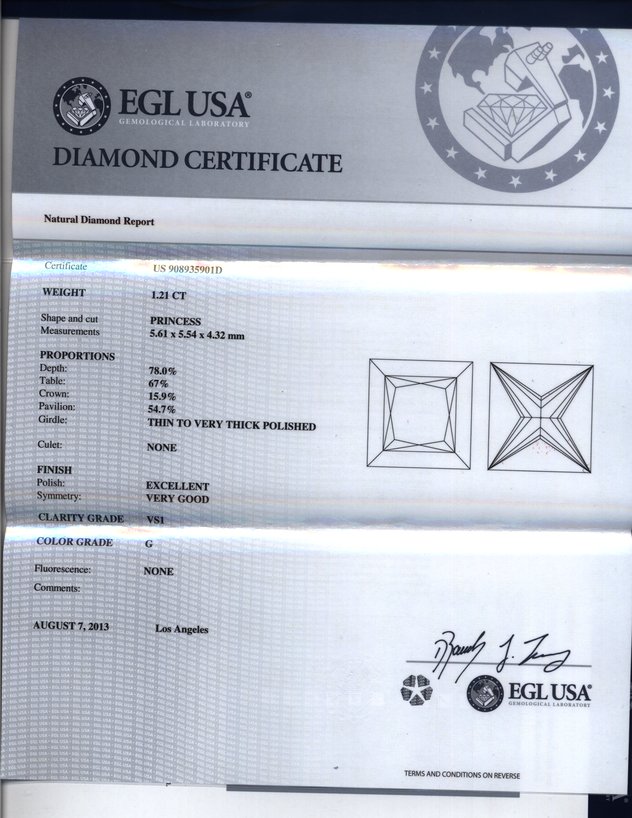 EGL USA®
GEMOLOGICAL LABORATORY
DIAMOND CERTIFICATE
Natural Diamond Report
Certificate US 908935901D
WEIGHT 1.21 CT
Shape and cut PRINCESS
Measurements 5.61 x 5.54 x 4.32 mm
PROPORTIONS
Depth: 78.0%
Table: 67%
Crown: 15.9%
Pavilion: 54.7%
Girdle: THIN TO VERY THICK POLISHED
Culet: NONE
FINISH
Polish: EXCELLENT
Symmetry: VERY GOOD
CLARITY GRADE VS1
COLOR GRADE G
Fluorescence: NONE
Comments:
AUGUST 7, 2013 Los Angeles
EGL USA®
GEMOLOGICAL LABORATORY
TERMS AND CONDITIONS ON REVERSE